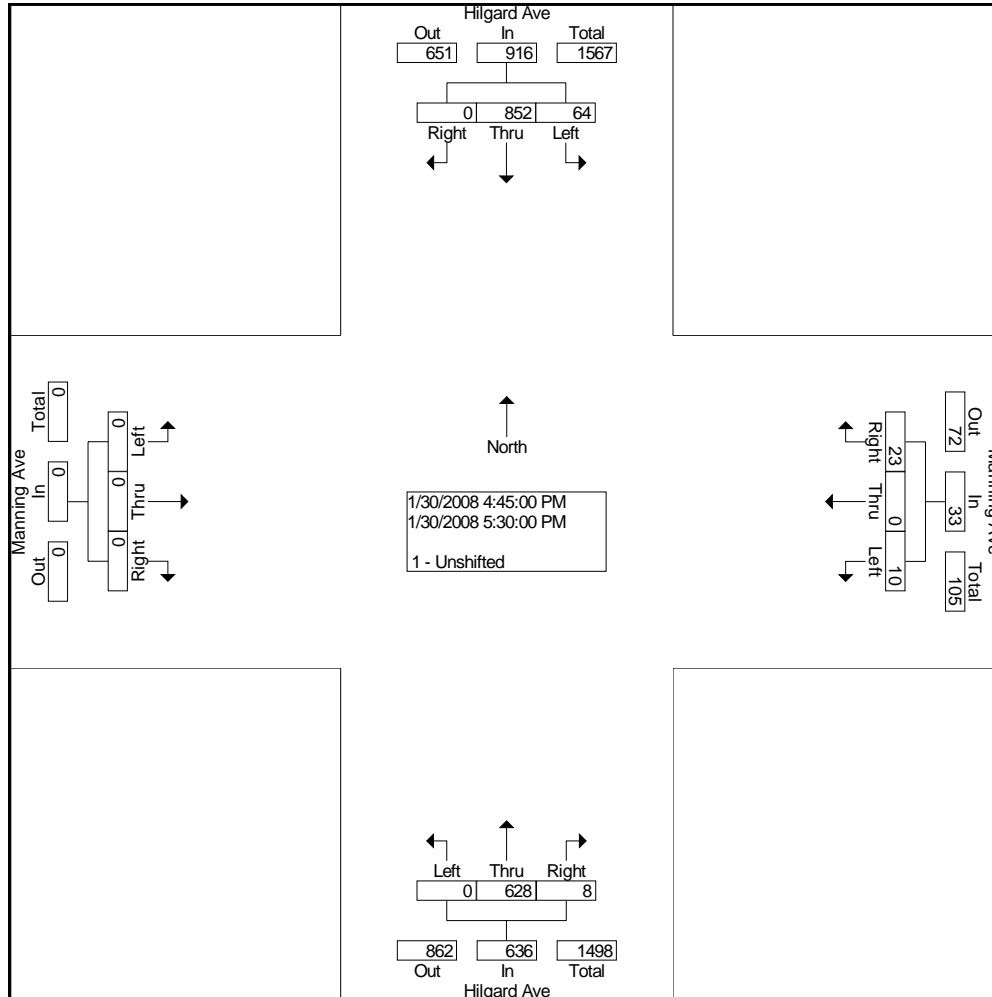 Hilgard Ave
Out In Total
651 916 1567
0 852 64
Right Thru Left
Manning Ave
Total In Out
0 0 0
Left Thru Right
0 0 0
North
1/30/2008 4:45:00 PM
1/30/2008 5:30:00 PM
1 - Unshifted
Right Thru Left
23 0 10
Out In Total
72 33 105
Manning Ave
Left Thru Right
0 628 8
862 636 1498
Out In Total
Hilgard Ave